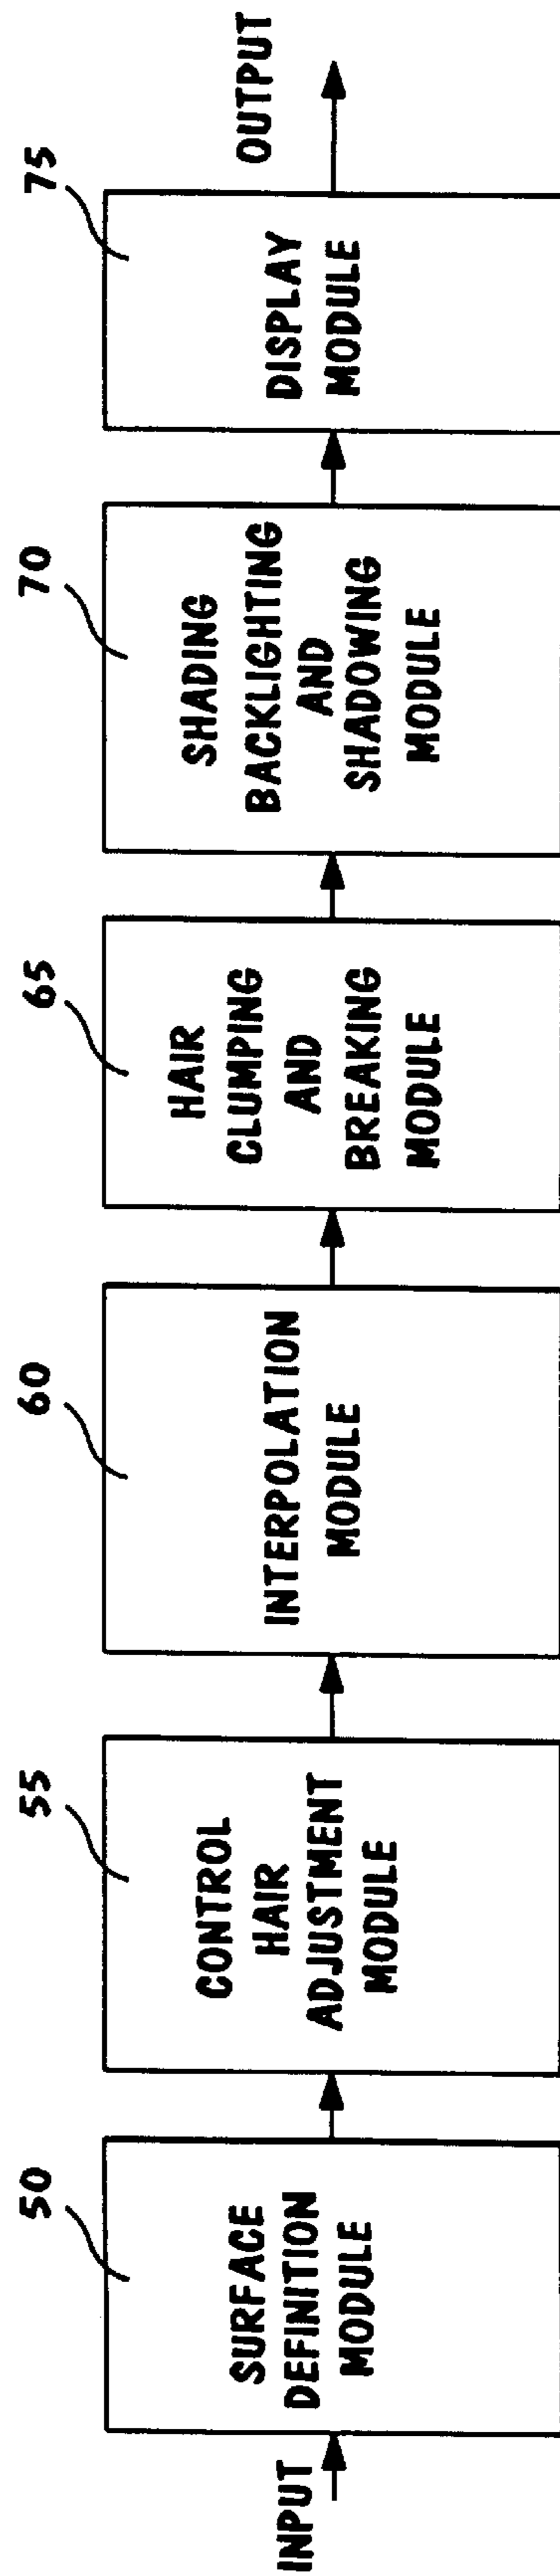 INPUT
50
SURFACE
DEFINITION
MODULE
55
CONTROL
HAIR
ADJUSTMENT
MODULE
60
INTERPOLATION
MODULE
65
HAIR
CLUMPING
AND
BREAKING
MODULE
70
SHADING
BACKLIGHTING
AND
SHADOWING
MODULE
75
DISPLAY
MODULE
OUTPUT